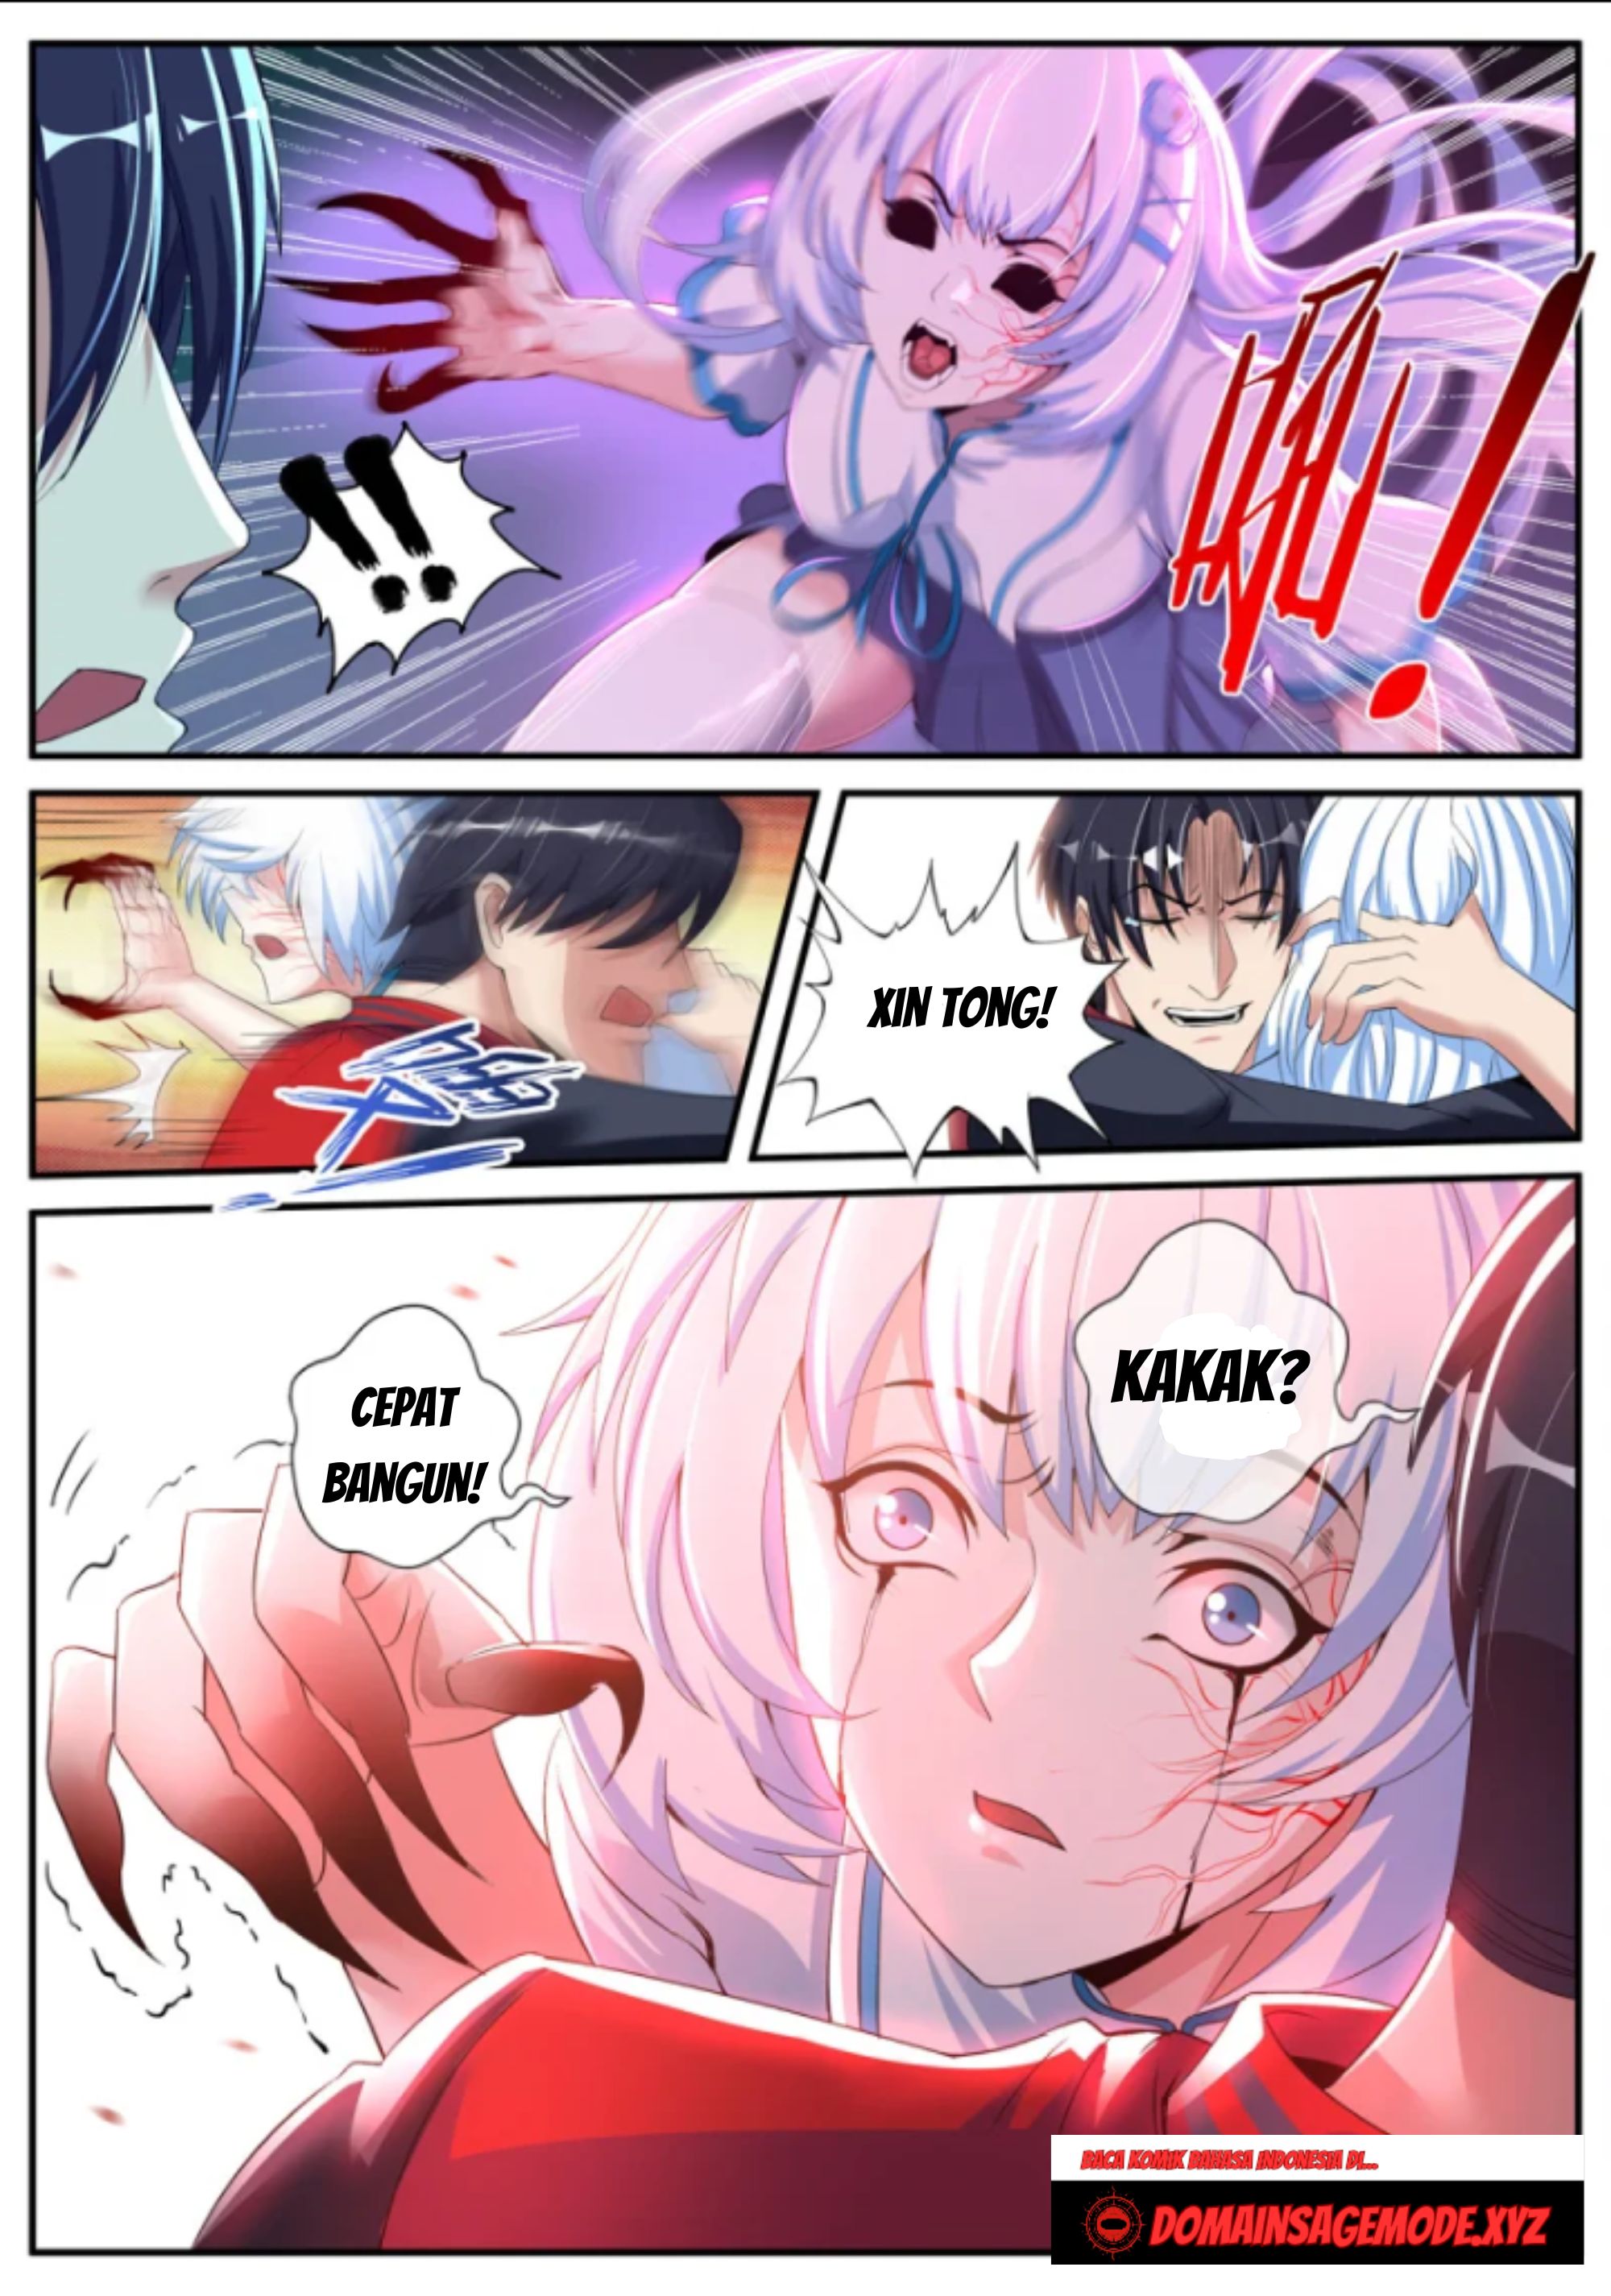 !!
XIN TONG!
KAKAK?
CEPAT
BANGUN!
BACA KOMIK BAHASA INDONESIA DI...
DOMAINSAGEMODE.XYZ